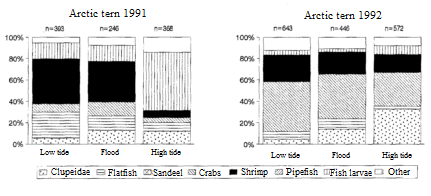 Arctic tern 1991
Arctic tern 1992
n=393 n=246 n=368
n=643 n=446 n=572
100%
80%
60%
40%
20%
0%
100%
80%
60%
40%
20%
0%
Low tide Flood High tide
Low tide Flood High tide
Clupeidae Flatfish Sandeel Crabs Shrimp Pipefish Fish larvae Other